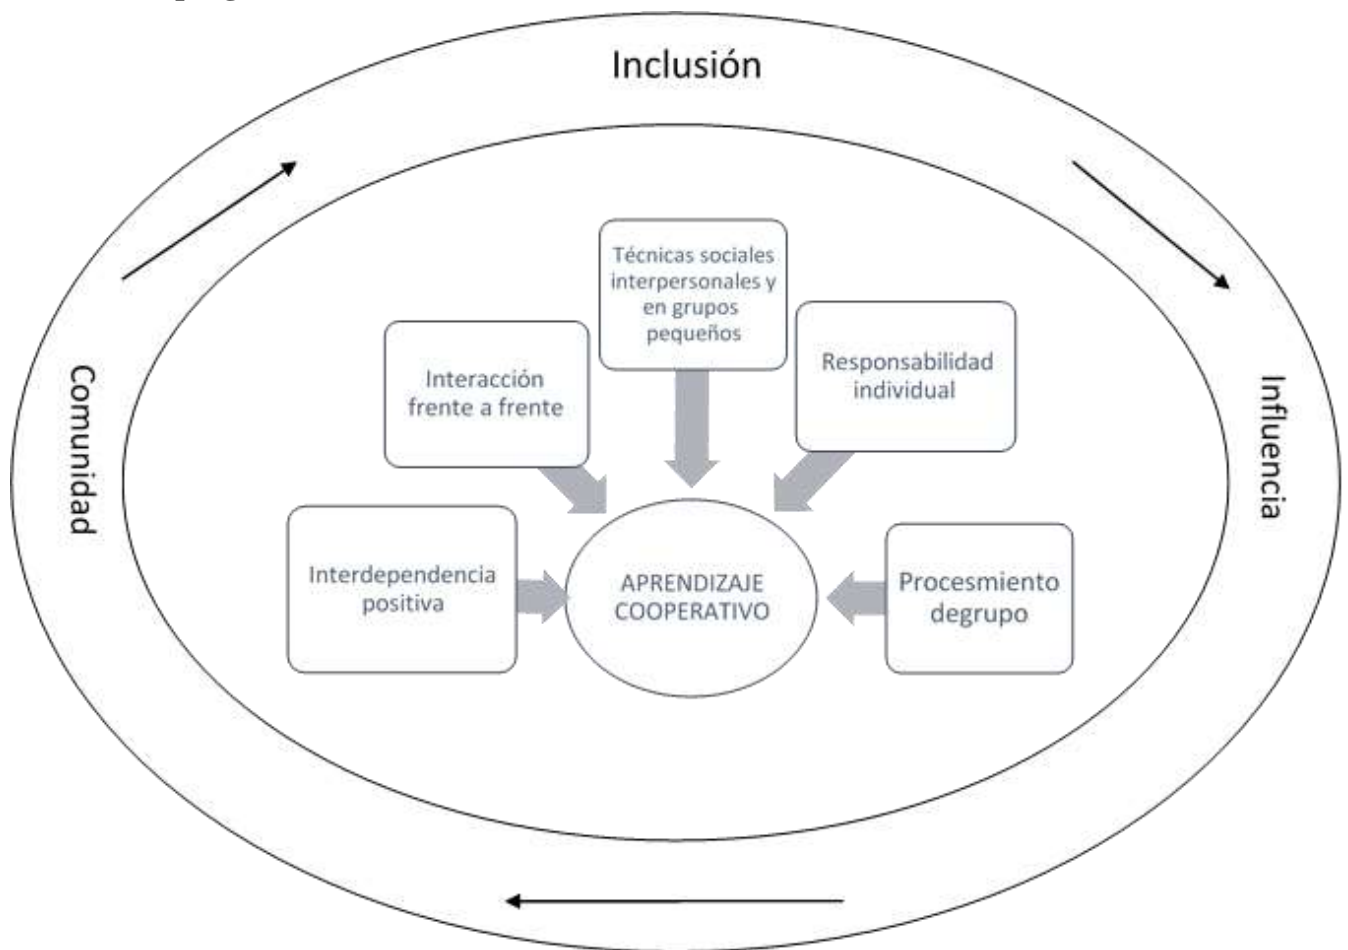 Inclusión
Técnicas sociales
interpersonales y
en grupos
pequeños
Interacción
frente a frente
Responsabilidad
individual
Comunidad
Influencia
Interdependencia
positiva
APRENDIZAJE
COOPERATIVO
Procesmiento
degrupo